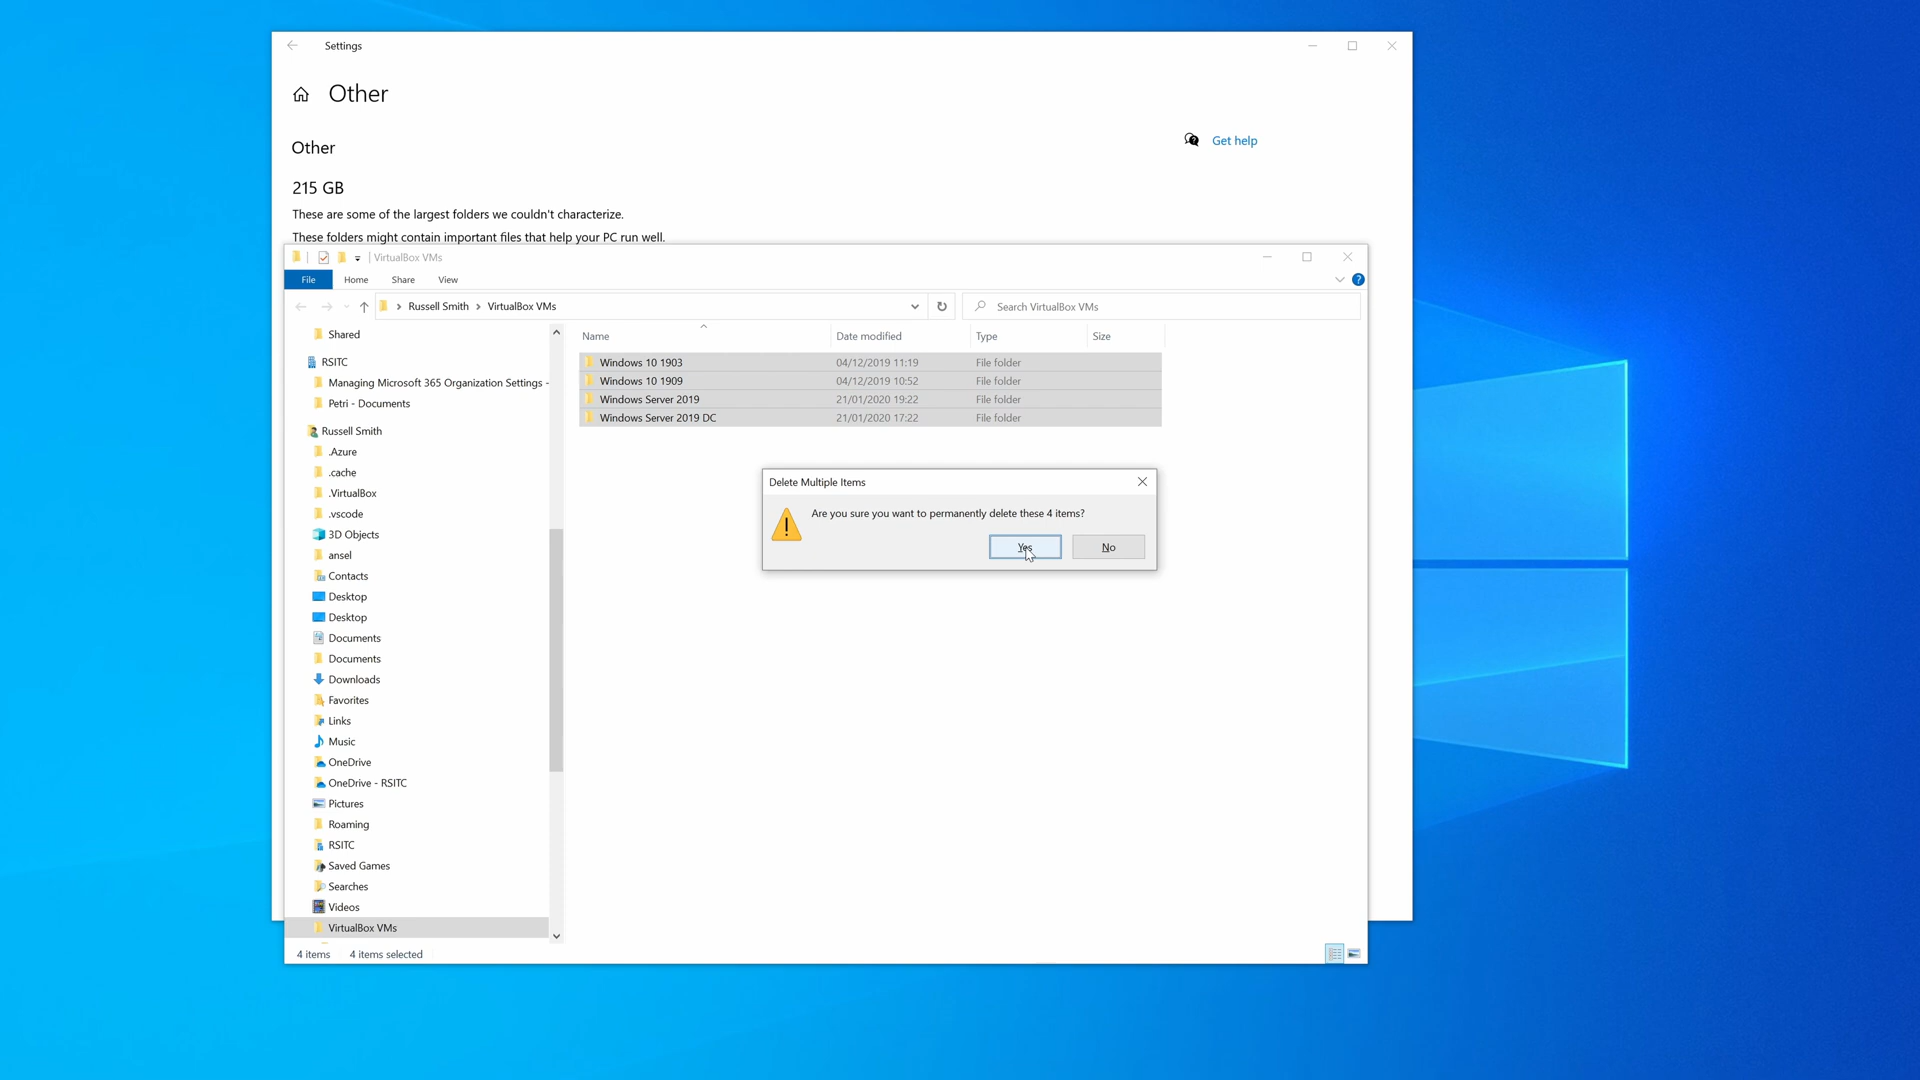 Settings
Other
Other
Get help
215 GB
These are some of the largest folders we couldn't characterize.
These folders might contain important files that help your PC run well.
VirtualBox VMs
File Home Share View
Russell Smith VirtualBox VMs
Search VirtualBox VMs
Name Date modified Type Size
Windows 10 1903 04/12/2019 11:19 File folder
Windows 10 1909 04/12/2019 10:52 File folder
Windows Server 2019 21/01/2020 19:22 File folder
Windows Server 2019 DC 21/01/2020 17:22 File folder
Shared
RSITC
Managing Microsoft 365 Organization Settings -
Petri - Documents
Russell Smith
.Azure
.cache
.VirtualBox
.vscode
3D Objects
ansel
Contacts
Desktop
Desktop
Documents
Documents
Downloads
Favorites
Links
Music
OneDrive
OneDrive - RSITC
Pictures
Roaming
RSITC
Saved Games
Searches
Videos
VirtualBox VMs
Delete Multiple Items
Are you sure you want to permanently delete these 4 items?
Yes No
4 items 4 items selected